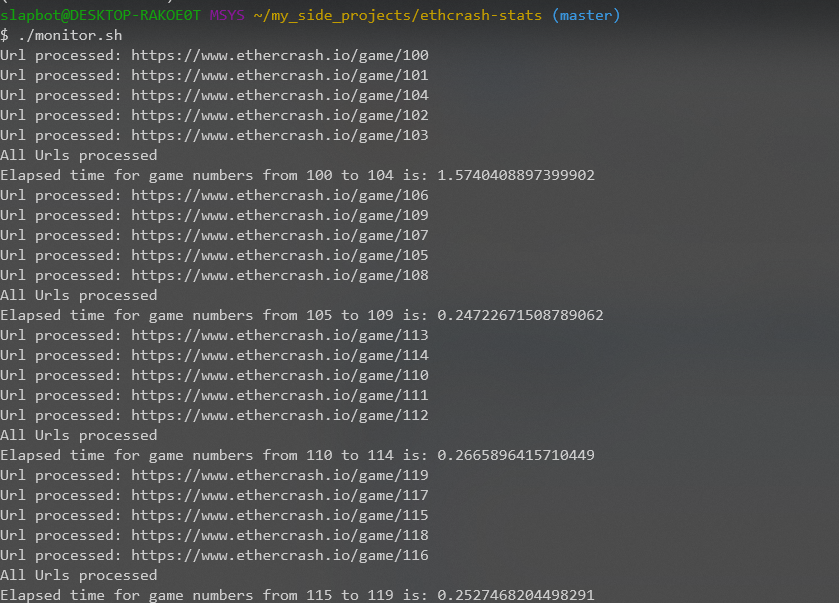 slapbot@DESKTOP-RAKOE0T MSYS ~/my_side_projects/ethcrash-stats (master)
$ ./monitor.sh
Url processed: https://www.ethercrash.io/game/100
Url processed: https://www.ethercrash.io/game/101
Url processed: https://www.ethercrash.io/game/104
Url processed: https://www.ethercrash.io/game/102
Url processed: https://www.ethercrash.io/game/103
All Urls processed
Elapsed time for game numbers from 100 to 104 is: 1.5740408897399902
Url processed: https://www.ethercrash.io/game/106
Url processed: https://www.ethercrash.io/game/109
Url processed: https://www.ethercrash.io/game/107
Url processed: https://www.ethercrash.io/game/105
Url processed: https://www.ethercrash.io/game/108
All Urls processed
Elapsed time for game numbers from 105 to 109 is: 0.24722671508789062
Url processed: https://www.ethercrash.io/game/113
Url processed: https://www.ethercrash.io/game/114
Url processed: https://www.ethercrash.io/game/110
Url processed: https://www.ethercrash.io/game/111
Url processed: https://www.ethercrash.io/game/112
All Urls processed
Elapsed time for game numbers from 110 to 114 is: 0.2665896415710449
Url processed: https://www.ethercrash.io/game/119
Url processed: https://www.ethercrash.io/game/117
Url processed: https://www.ethercrash.io/game/115
Url processed: https://www.ethercrash.io/game/118
Url processed: https://www.ethercrash.io/game/116
All Urls processed
Elapsed time for game numbers from 115 to 119 is: 0.2527468204498291